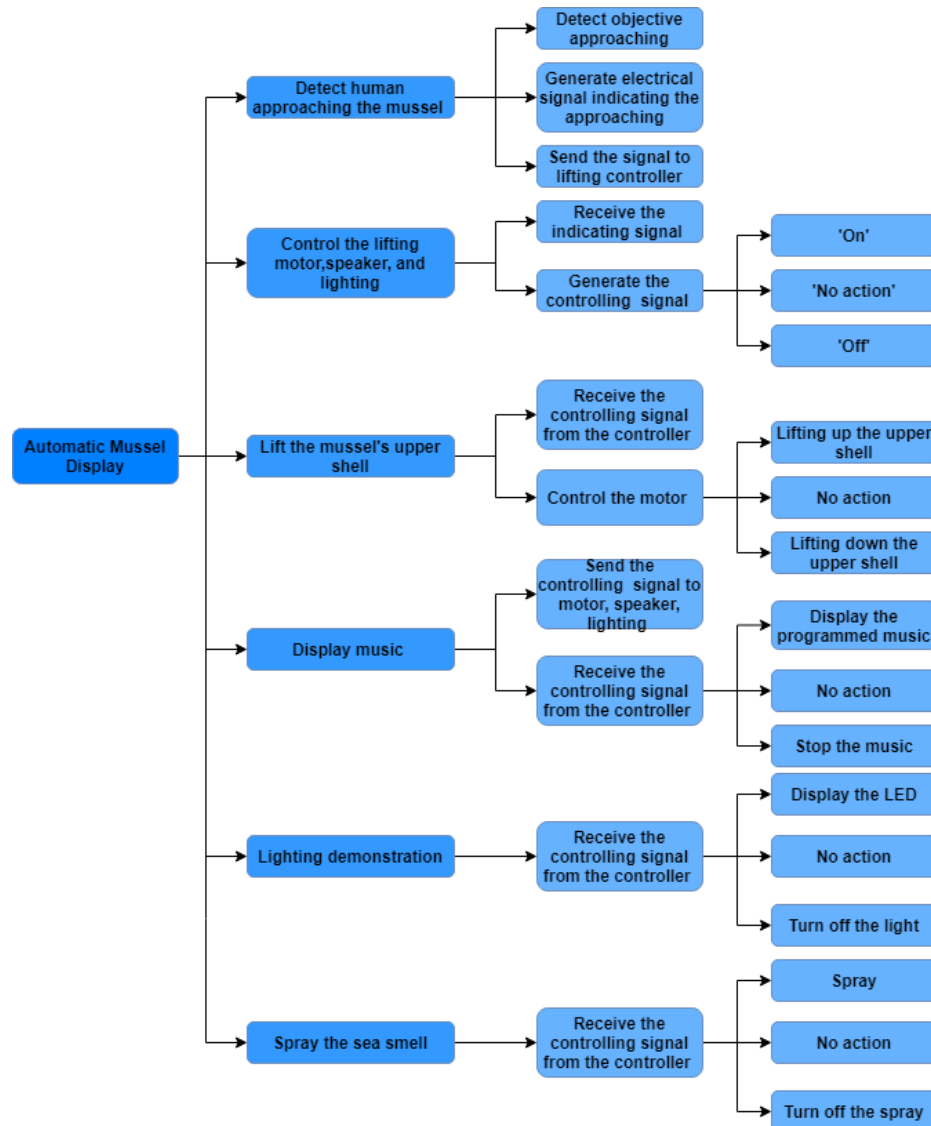 Automatic Mussel
Display
Detect human
approaching the mussel
Detect objective
approaching
Generate electrical
signal indicating the
approaching
Send the signal to
lifting controller
Control the lifting
motor,speaker, and
lighting
Receive the
indicating signal
Generate the
controlling signal
'On'
'No action'
'Off'
Lift the mussel's upper
shell
Receive the
controlling signal
from the controller
Control the motor
Lifting up the upper
shell
No action
Lifting down the
upper shell
Display music
Send the
controlling signal to
motor, speaker,
lighting
Receive the
controlling signal
from the controller
Display the
programmed music
No action
Stop the music
Lighting demonstration
Receive the
controlling signal
from the controller
Display the LED
No action
Turn off the light
Spray the sea smell
Receive the
controlling signal
from the controller
Spray
No action
Turn off the spray